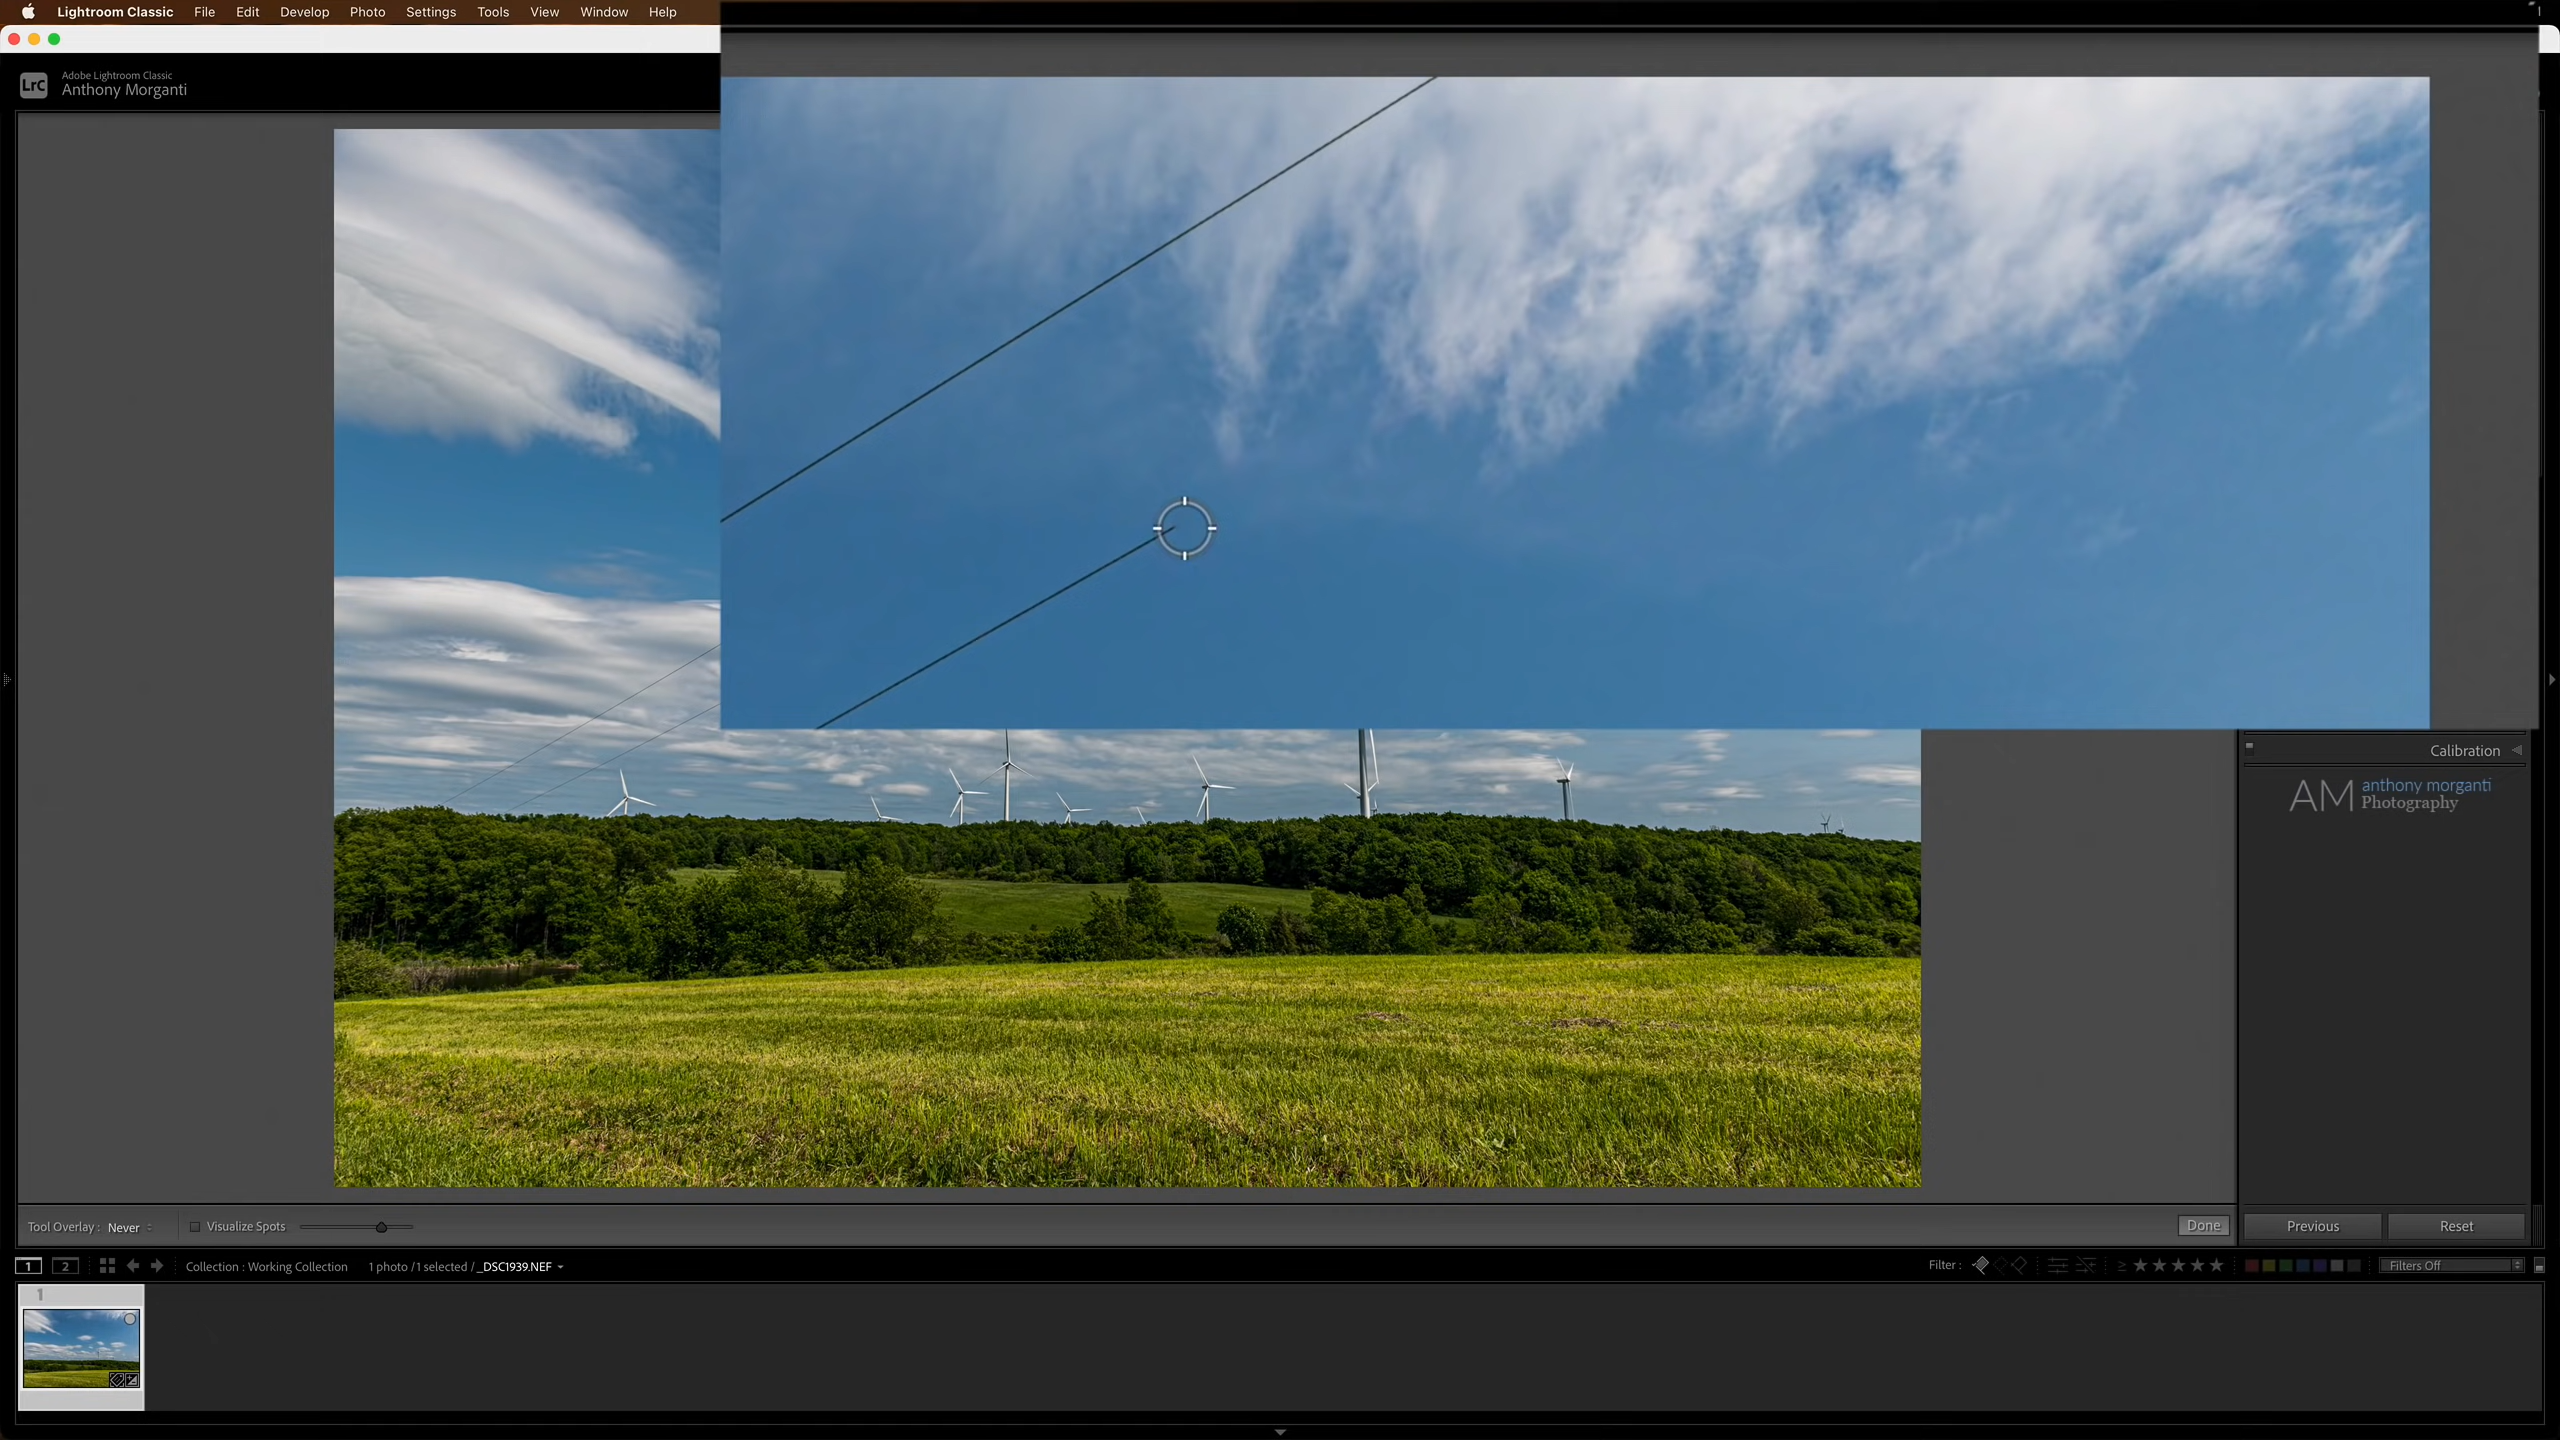 Lightroom Classic File Edit Develop Photo Settings Tools View Window Help
LrC
Adobe Lightroom Classic
Anthony Morganti
Calibration
AM anthony morganti
Photography
Tool Overlay : Never Visualize Spots Done Previous Reset
1 2 Collection : Working Collection 1 photo / 1 selected / _DSC1939.NEF Filter : ≥ ★★★★★ Filters Off
1